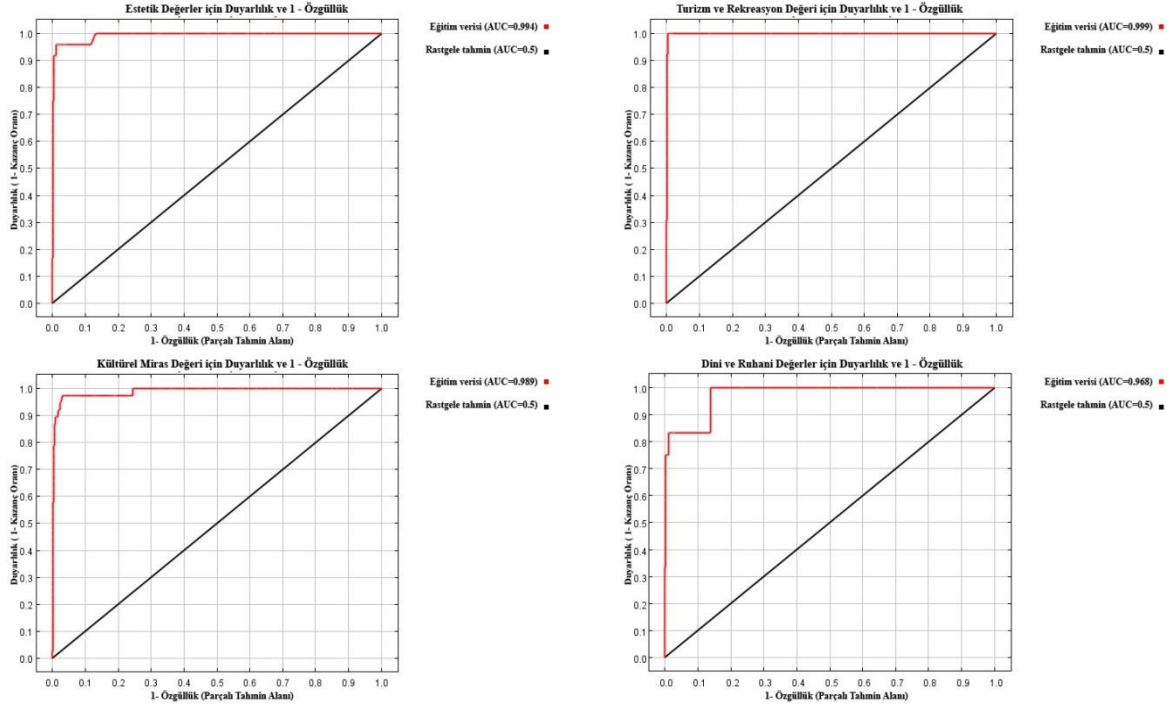 Estetik Değerler için Duyarlılık ve 1 - Özgüllük
Eğitim verisi (AUC=0.994)
Rastgele tahmin (AUC=0.5)
Duyarlılık ( 1- Kazanç Oranı)
1.0
0.9
0.8
0.7
0.6
0.5
0.4
0.3
0.2
0.1
0.0
0.0 0.1 0.2 0.3 0.4 0.5 0.6 0.7 0.8 0.9 1.0
1- Özgüllük (Parçalı Tahmin Alanı)
Turizm ve Rekreasyon Değeri için Duyarlılık ve 1 - Özgüllük
Eğitim verisi (AUC=0.999)
Rastgele tahmin (AUC=0.5)
Duyarlılık ( 1- Kazanç Oranı)
1.0
0.9
0.8
0.7
0.6
0.5
0.4
0.3
0.2
0.1
0.0
0.0 0.1 0.2 0.3 0.4 0.5 0.6 0.7 0.8 0.9 1.0
1- Özgüllük (Parçalı Tahmin Alanı)
Kültürel Miras Değeri için Duyarlılık ve 1 - Özgüllük
Eğitim verisi (AUC=0.989)
Rastgele tahmin (AUC=0.5)
Duyarlılık ( 1- Kazanç Oranı)
1.0
0.9
0.8
0.7
0.6
0.5
0.4
0.3
0.2
0.1
0.0
0.0 0.1 0.2 0.3 0.4 0.5 0.6 0.7 0.8 0.9 1.0
1- Özgüllük (Parçalı Tahmin Alanı)
Dini ve Ruhani Değerler için Duyarlılık ve 1 - Özgüllük
Eğitim verisi (AUC=0.968)
Rastgele tahmin (AUC=0.5)
Duyarlılık ( 1- Kazanç Oranı)
1.0
0.9
0.8
0.7
0.6
0.5
0.4
0.3
0.2
0.1
0.0
0.0 0.1 0.2 0.3 0.4 0.5 0.6 0.7 0.8 0.9 1.0
1- Özgüllük (Parçalı Tahmin Alanı)